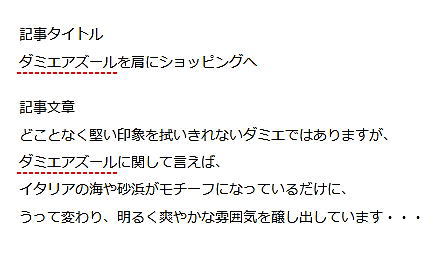 記事タイトル
ダミエアズールを肩にショッピングへ
記事文章
どことなく堅い印象を拭いきれないダミエではありますが、
ダミエアズールに関して言えば、
イタリアの海や砂浜がモチーフになっているだけに、
うって変わり、明るく爽やかな雰囲気を醸し出しています・・・